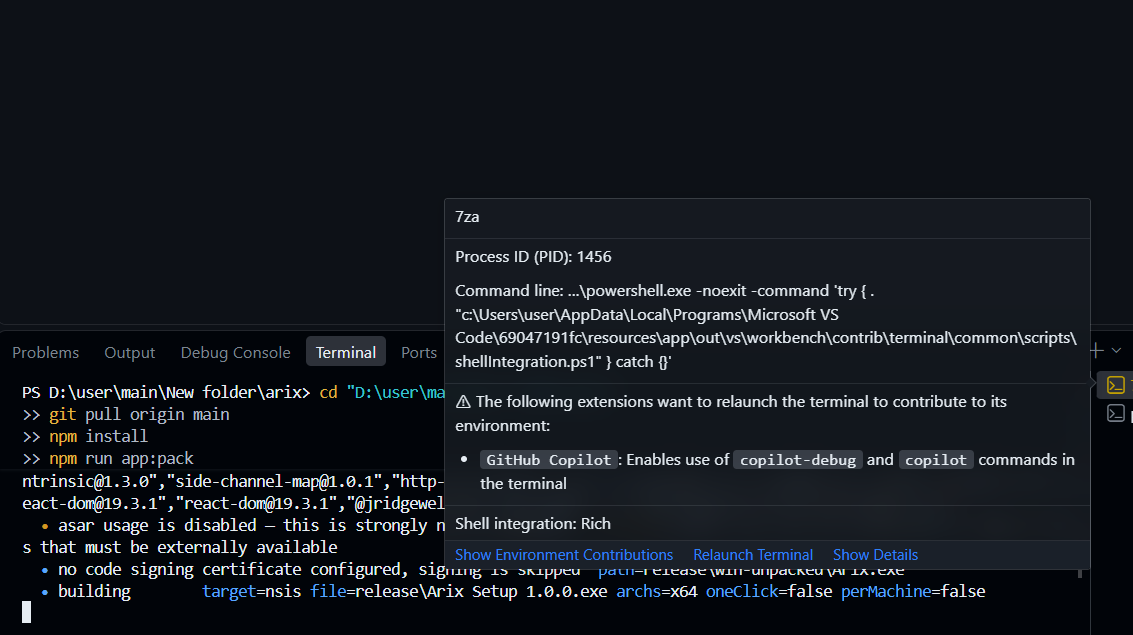 7za
Process ID (PID): 1456
Command line: ...\powershell.exe -noexit -command 'try { .
"c:\Users\user\AppData\Local\Programs\Microsoft VS
Code\69047191fc\resources\app\out\vs\workbench\contrib\terminal\common\scripts\
shellIntegration.ps1" } catch {}'
⚠ The following extensions want to relaunch the terminal to contribute to its
environment:
• GitHub Copilot: Enables use of copilot-debug and copilot commands in
the terminal
Shell integration: Rich
Show Environment Contributions Relaunch Terminal Show Details
Problems Output Debug Console Terminal Ports
PS D:\user\main\New folder\arix> cd "D:\user\ma
>> git pull origin main
>> npm install
>> npm run app:pack
ntrinsic@1.3.0","side-channel-map@1.0.1","http-
eact-dom@19.3.1","react-dom@19.3.1","@jridgewel
• asar usage is disabled — this is strongly n
s that must be externally available
• no code signing certificate configured, signing is skipped path=release\win-unpacked\Arix.exe
• building target=nsis file=release\Arix Setup 1.0.0.exe archs=x64 oneClick=false perMachine=false